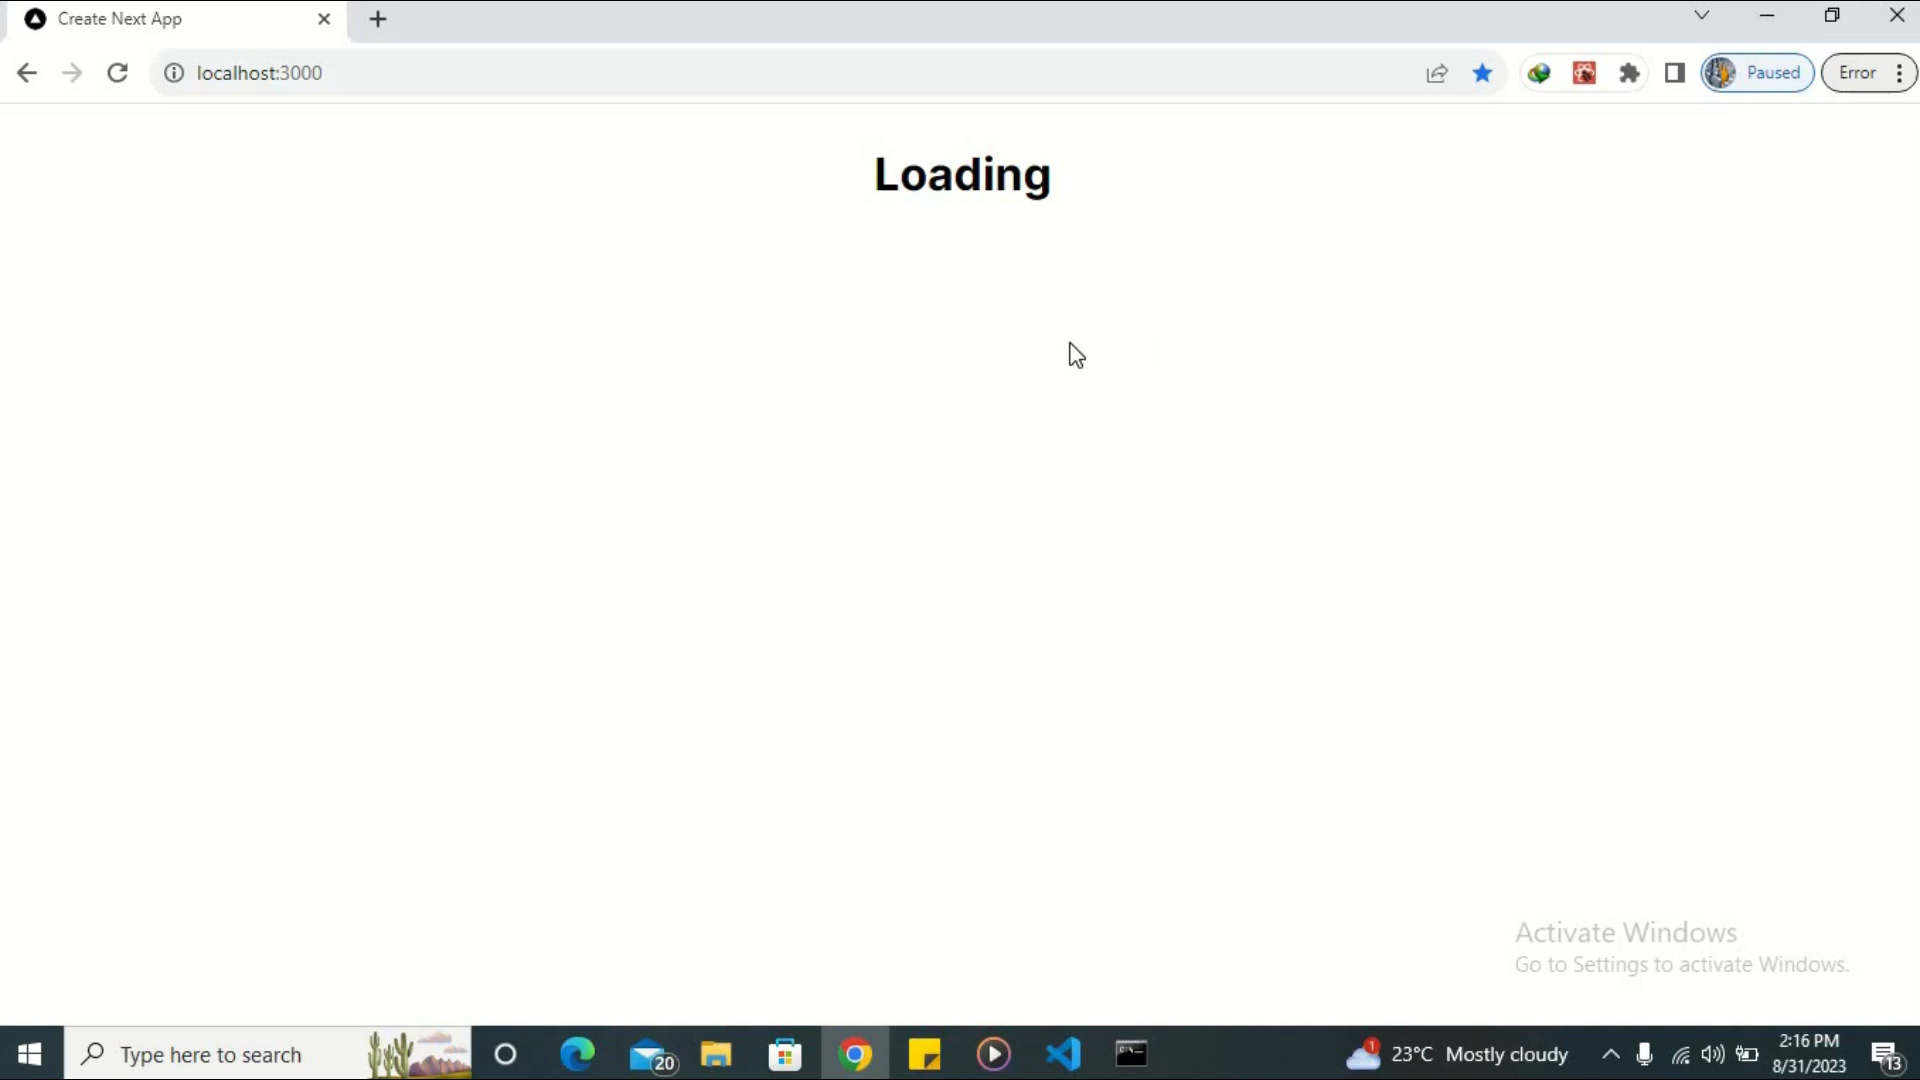 Create Next App
localhost:3000
Paused
Error
Loading
Activate Windows
Go to Settings to activate Windows.
Type here to search
20
1
23°C Mostly cloudy
2:16 PM
8/31/2023
13